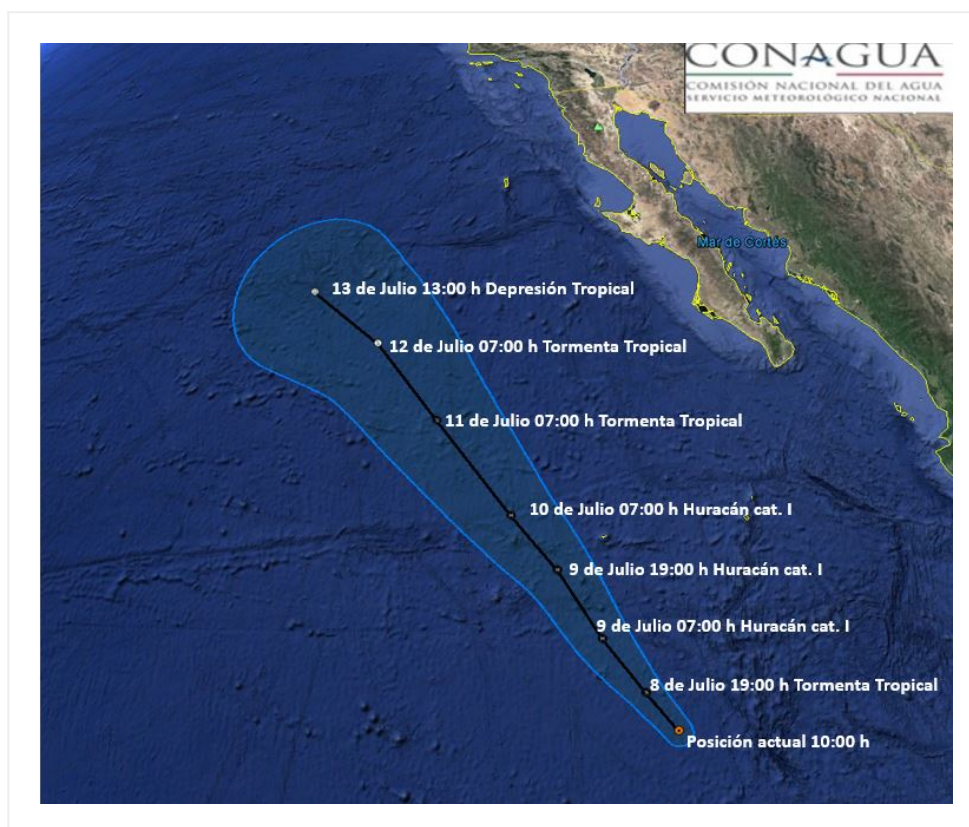 CONAGUA
COMISIÓN NACIONAL DEL AGUA
SERVICIO METEOROLÓGICO NACIONAL
Mar de Cortés
13 de Julio 13:00 h Depresión Tropical
12 de Julio 07:00 h Tormenta Tropical
11 de Julio 07:00 h Tormenta Tropical
10 de Julio 07:00 h Huracán cat. I
9 de Julio 19:00 h Huracán cat. I
9 de Julio 07:00 h Huracán cat. I
8 de Julio 19:00 h Tormenta Tropical
Posición actual 10:00 h